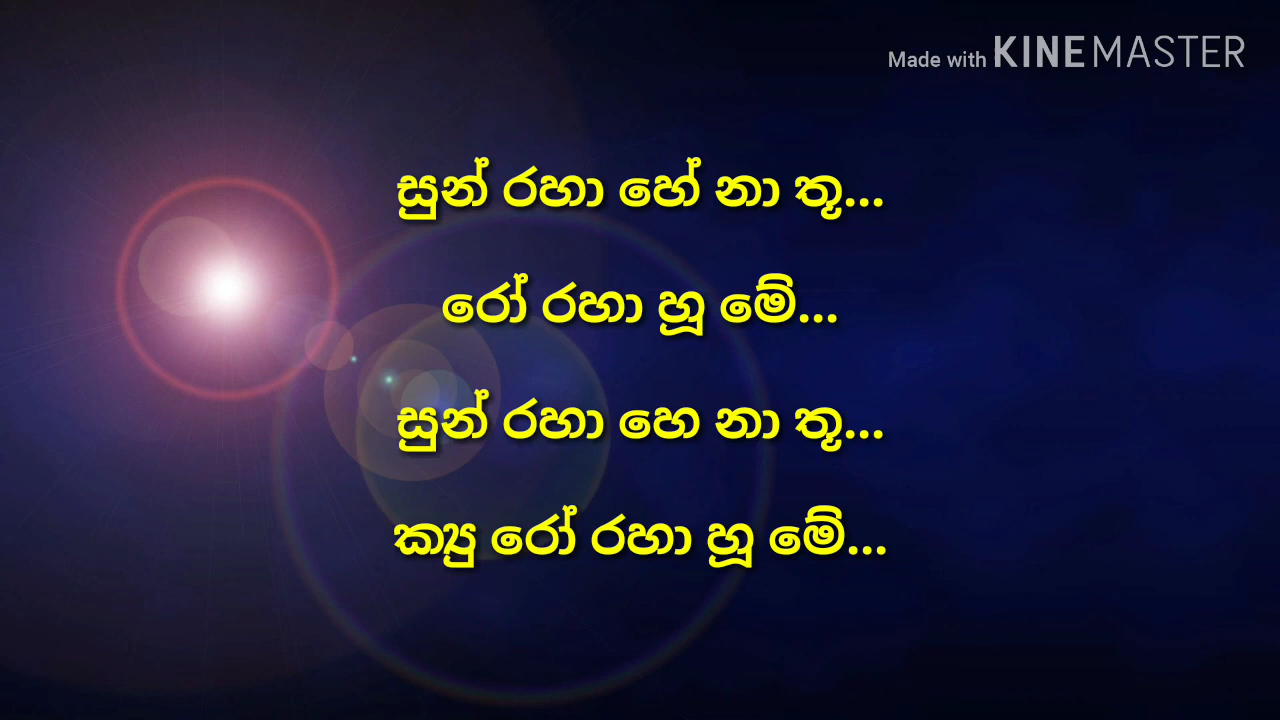 Made with KINEMASTER
සුන් රහා හේ නා තූ...
රෝ රහා හූ මේ...
සුන් රහා හෙ නා තූ...
ක්‍යු රෝ රහා හූ මේ...